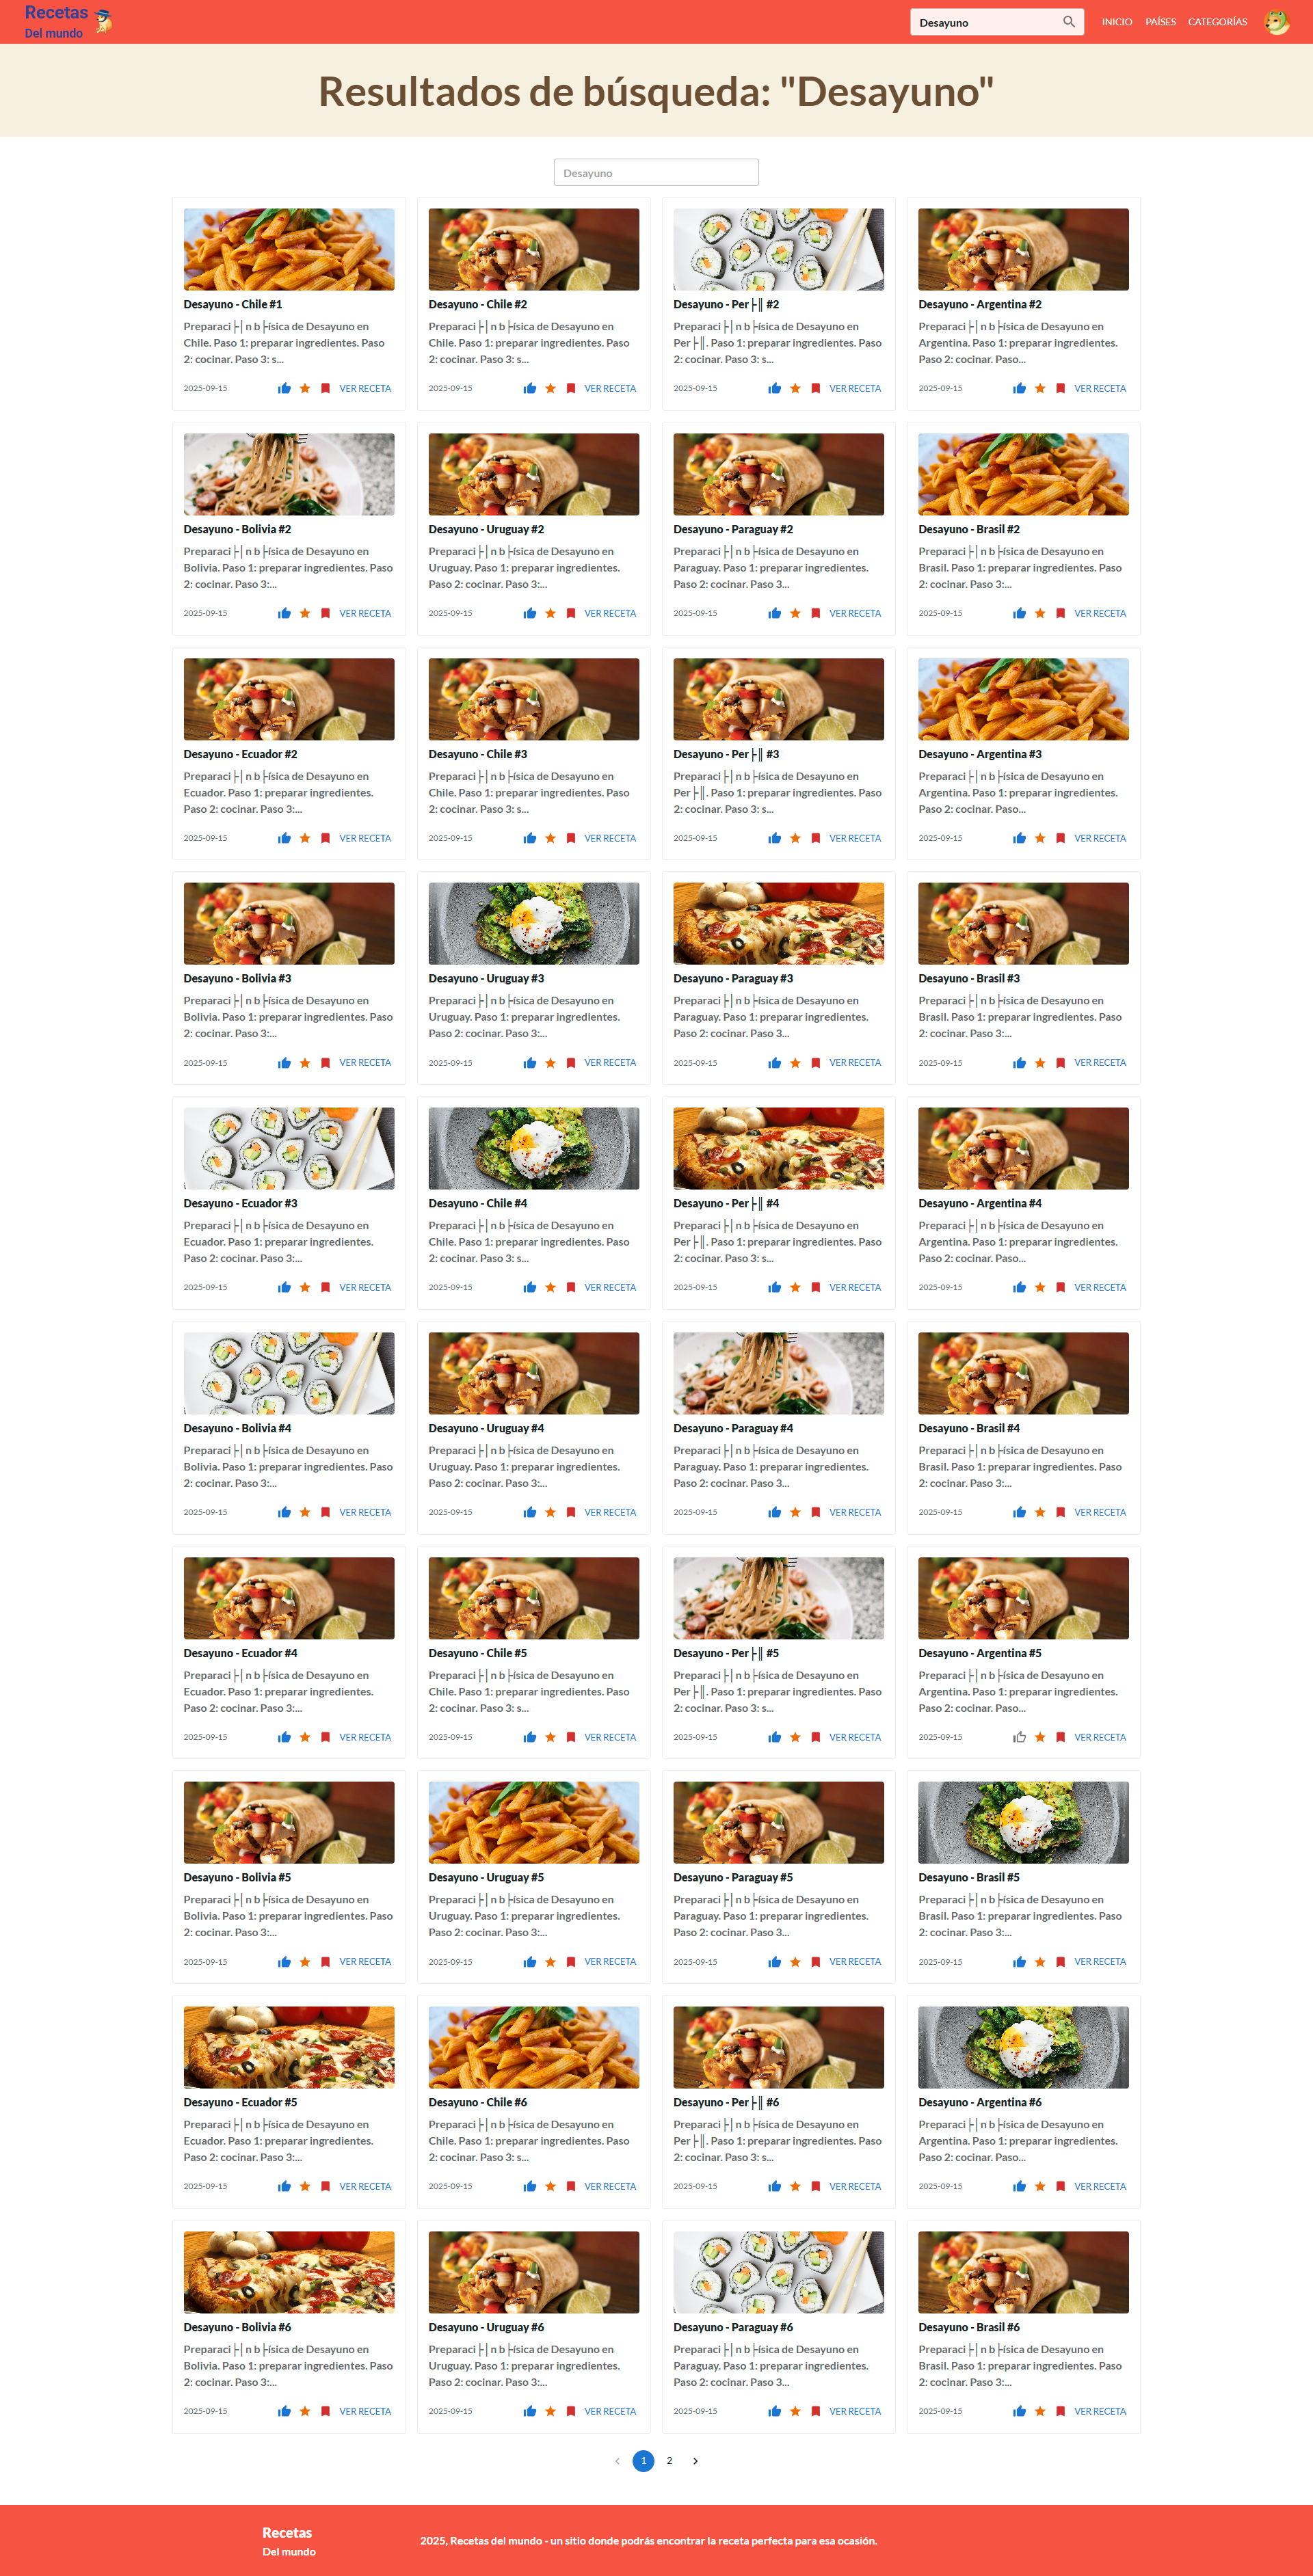 Recetas
Del mundo
Desayuno
INICIO PAÍSES CATEGORÍAS
Resultados de búsqueda: "Desayuno"
Desayuno
Desayuno - Chile #1
Preparaci├│n b├ísica de Desayuno en
Chile. Paso 1: preparar ingredientes. Paso
2: cocinar. Paso 3: s...
2025-09-15 VER RECETA
Desayuno - Chile #2
Preparaci├│n b├ísica de Desayuno en
Chile. Paso 1: preparar ingredientes. Paso
2: cocinar. Paso 3: s...
2025-09-15 VER RECETA
Desayuno - Per├║ #2
Preparaci├│n b├ísica de Desayuno en
Per├║. Paso 1: preparar ingredientes. Paso
2: cocinar. Paso 3: s...
2025-09-15 VER RECETA
Desayuno - Argentina #2
Preparaci├│n b├ísica de Desayuno en
Argentina. Paso 1: preparar ingredientes.
Paso 2: cocinar. Paso...
2025-09-15 VER RECETA
Desayuno - Bolivia #2
Preparaci├│n b├ísica de Desayuno en
Bolivia. Paso 1: preparar ingredientes. Paso
2: cocinar. Paso 3:...
2025-09-15 VER RECETA
Desayuno - Uruguay #2
Preparaci├│n b├ísica de Desayuno en
Uruguay. Paso 1: preparar ingredientes.
Paso 2: cocinar. Paso 3:...
2025-09-15 VER RECETA
Desayuno - Paraguay #2
Preparaci├│n b├ísica de Desayuno en
Paraguay. Paso 1: preparar ingredientes.
Paso 2: cocinar. Paso 3...
2025-09-15 VER RECETA
Desayuno - Brasil #2
Preparaci├│n b├ísica de Desayuno en
Brasil. Paso 1: preparar ingredientes. Paso
2: cocinar. Paso 3:...
2025-09-15 VER RECETA
Desayuno - Ecuador #2
Preparaci├│n b├ísica de Desayuno en
Ecuador. Paso 1: preparar ingredientes.
Paso 2: cocinar. Paso 3:...
2025-09-15 VER RECETA
Desayuno - Chile #3
Preparaci├│n b├ísica de Desayuno en
Chile. Paso 1: preparar ingredientes. Paso
2: cocinar. Paso 3: s...
2025-09-15 VER RECETA
Desayuno - Per├║ #3
Preparaci├│n b├ísica de Desayuno en
Per├║. Paso 1: preparar ingredientes. Paso
2: cocinar. Paso 3: s...
2025-09-15 VER RECETA
Desayuno - Argentina #3
Preparaci├│n b├ísica de Desayuno en
Argentina. Paso 1: preparar ingredientes.
Paso 2: cocinar. Paso...
2025-09-15 VER RECETA
Desayuno - Bolivia #3
Preparaci├│n b├ísica de Desayuno en
Bolivia. Paso 1: preparar ingredientes. Paso
2: cocinar. Paso 3:...
2025-09-15 VER RECETA
Desayuno - Uruguay #3
Preparaci├│n b├ísica de Desayuno en
Uruguay. Paso 1: preparar ingredientes.
Paso 2: cocinar. Paso 3:...
2025-09-15 VER RECETA
Desayuno - Paraguay #3
Preparaci├│n b├ísica de Desayuno en
Paraguay. Paso 1: preparar ingredientes.
Paso 2: cocinar. Paso 3...
2025-09-15 VER RECETA
Desayuno - Brasil #3
Preparaci├│n b├ísica de Desayuno en
Brasil. Paso 1: preparar ingredientes. Paso
2: cocinar. Paso 3:...
2025-09-15 VER RECETA
Desayuno - Ecuador #3
Preparaci├│n b├ísica de Desayuno en
Ecuador. Paso 1: preparar ingredientes.
Paso 2: cocinar. Paso 3:...
2025-09-15 VER RECETA
Desayuno - Chile #4
Preparaci├│n b├ísica de Desayuno en
Chile. Paso 1: preparar ingredientes. Paso
2: cocinar. Paso 3: s...
2025-09-15 VER RECETA
Desayuno - Per├║ #4
Preparaci├│n b├ísica de Desayuno en
Per├║. Paso 1: preparar ingredientes. Paso
2: cocinar. Paso 3: s...
2025-09-15 VER RECETA
Desayuno - Argentina #4
Preparaci├│n b├ísica de Desayuno en
Argentina. Paso 1: preparar ingredientes.
Paso 2: cocinar. Paso...
2025-09-15 VER RECETA
Desayuno - Bolivia #4
Preparaci├│n b├ísica de Desayuno en
Bolivia. Paso 1: preparar ingredientes. Paso
2: cocinar. Paso 3:...
2025-09-15 VER RECETA
Desayuno - Uruguay #4
Preparaci├│n b├ísica de Desayuno en
Uruguay. Paso 1: preparar ingredientes.
Paso 2: cocinar. Paso 3:...
2025-09-15 VER RECETA
Desayuno - Paraguay #4
Preparaci├│n b├ísica de Desayuno en
Paraguay. Paso 1: preparar ingredientes.
Paso 2: cocinar. Paso 3...
2025-09-15 VER RECETA
Desayuno - Brasil #4
Preparaci├│n b├ísica de Desayuno en
Brasil. Paso 1: preparar ingredientes. Paso
2: cocinar. Paso 3:...
2025-09-15 VER RECETA
Desayuno - Ecuador #4
Preparaci├│n b├ísica de Desayuno en
Ecuador. Paso 1: preparar ingredientes.
Paso 2: cocinar. Paso 3:...
2025-09-15 VER RECETA
Desayuno - Chile #5
Preparaci├│n b├ísica de Desayuno en
Chile. Paso 1: preparar ingredientes. Paso
2: cocinar. Paso 3: s...
2025-09-15 VER RECETA
Desayuno - Per├║ #5
Preparaci├│n b├ísica de Desayuno en
Per├║. Paso 1: preparar ingredientes. Paso
2: cocinar. Paso 3: s...
2025-09-15 VER RECETA
Desayuno - Argentina #5
Preparaci├│n b├ísica de Desayuno en
Argentina. Paso 1: preparar ingredientes.
Paso 2: cocinar. Paso...
2025-09-15 VER RECETA
Desayuno - Bolivia #5
Preparaci├│n b├ísica de Desayuno en
Bolivia. Paso 1: preparar ingredientes. Paso
2: cocinar. Paso 3:...
2025-09-15 VER RECETA
Desayuno - Uruguay #5
Preparaci├│n b├ísica de Desayuno en
Uruguay. Paso 1: preparar ingredientes.
Paso 2: cocinar. Paso 3:...
2025-09-15 VER RECETA
Desayuno - Paraguay #5
Preparaci├│n b├ísica de Desayuno en
Paraguay. Paso 1: preparar ingredientes.
Paso 2: cocinar. Paso 3...
2025-09-15 VER RECETA
Desayuno - Brasil #5
Preparaci├│n b├ísica de Desayuno en
Brasil. Paso 1: preparar ingredientes. Paso
2: cocinar. Paso 3:...
2025-09-15 VER RECETA
Desayuno - Ecuador #5
Preparaci├│n b├ísica de Desayuno en
Ecuador. Paso 1: preparar ingredientes.
Paso 2: cocinar. Paso 3:...
2025-09-15 VER RECETA
Desayuno - Chile #6
Preparaci├│n b├ísica de Desayuno en
Chile. Paso 1: preparar ingredientes. Paso
2: cocinar. Paso 3: s...
2025-09-15 VER RECETA
Desayuno - Per├║ #6
Preparaci├│n b├ísica de Desayuno en
Per├║. Paso 1: preparar ingredientes. Paso
2: cocinar. Paso 3: s...
2025-09-15 VER RECETA
Desayuno - Argentina #6
Preparaci├│n b├ísica de Desayuno en
Argentina. Paso 1: preparar ingredientes.
Paso 2: cocinar. Paso...
2025-09-15 VER RECETA
Desayuno - Bolivia #6
Preparaci├│n b├ísica de Desayuno en
Bolivia. Paso 1: preparar ingredientes. Paso
2: cocinar. Paso 3:...
2025-09-15 VER RECETA
Desayuno - Uruguay #6
Preparaci├│n b├ísica de Desayuno en
Uruguay. Paso 1: preparar ingredientes.
Paso 2: cocinar. Paso 3:...
2025-09-15 VER RECETA
Desayuno - Paraguay #6
Preparaci├│n b├ísica de Desayuno en
Paraguay. Paso 1: preparar ingredientes.
Paso 2: cocinar. Paso 3...
2025-09-15 VER RECETA
Desayuno - Brasil #6
Preparaci├│n b├ísica de Desayuno en
Brasil. Paso 1: preparar ingredientes. Paso
2: cocinar. Paso 3:...
2025-09-15 VER RECETA
1 2
Recetas
Del mundo
2025, Recetas del mundo - un sitio donde podrás encontrar la receta perfecta para esa ocasión.